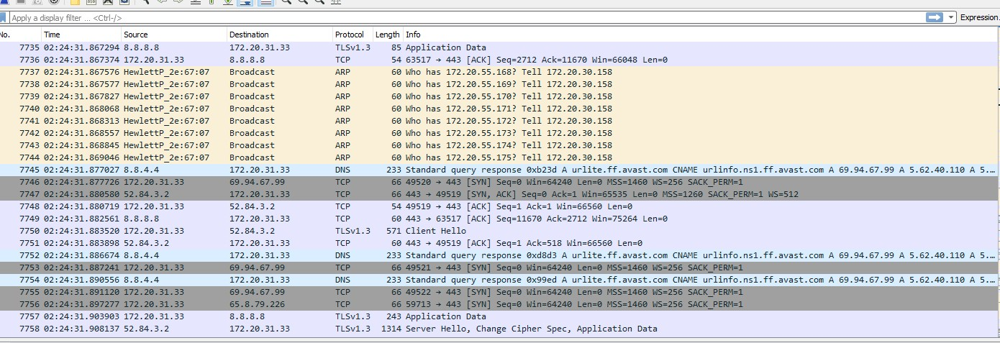 Apply a display filter ... <Ctrl-/> Expression.
No. Time Source Destination Protocol Length Info
7735 02:24:31.867294 8.8.8.8 172.20.31.33 TLSv1.3 85 Application Data
7736 02:24:31.867374 172.20.31.33 8.8.8.8 TCP 54 63517 → 443 [ACK] Seq=2712 Ack=11670 Win=66048 Len=0
7737 02:24:31.867576 HewlettP_2e:67:07 Broadcast ARP 60 Who has 172.20.55.168? Tell 172.20.30.158
7738 02:24:31.867577 HewlettP_2e:67:07 Broadcast ARP 60 Who has 172.20.55.169? Tell 172.20.30.158
7739 02:24:31.867827 HewlettP_2e:67:07 Broadcast ARP 60 Who has 172.20.55.170? Tell 172.20.30.158
7740 02:24:31.868068 HewlettP_2e:67:07 Broadcast ARP 60 Who has 172.20.55.171? Tell 172.20.30.158
7741 02:24:31.868313 HewlettP_2e:67:07 Broadcast ARP 60 Who has 172.20.55.172? Tell 172.20.30.158
7742 02:24:31.868557 HewlettP_2e:67:07 Broadcast ARP 60 Who has 172.20.55.173? Tell 172.20.30.158
7743 02:24:31.868845 HewlettP_2e:67:07 Broadcast ARP 60 Who has 172.20.55.174? Tell 172.20.30.158
7744 02:24:31.869046 HewlettP_2e:67:07 Broadcast ARP 60 Who has 172.20.55.175? Tell 172.20.30.158
7745 02:24:31.877027 8.8.4.4 172.20.31.33 DNS 233 Standard query response 0xb23d A urlite.ff.avast.com CNAME urlinfo.ns1.ff.avast.com A 69.94.67.99 A 5.62.40.110 A 5.…
7746 02:24:31.877726 172.20.31.33 69.94.67.99 TCP 66 49520 → 443 [SYN] Seq=0 Win=64240 Len=0 MSS=1460 WS=256 SACK_PERM=1
7747 02:24:31.880580 52.84.3.2 172.20.31.33 TCP 66 443 → 49519 [SYN, ACK] Seq=0 Ack=1 Win=65535 Len=0 MSS=1260 SACK_PERM=1 WS=512
7748 02:24:31.880719 172.20.31.33 52.84.3.2 TCP 54 49519 → 443 [ACK] Seq=1 Ack=1 Win=66560 Len=0
7749 02:24:31.882561 8.8.8.8 172.20.31.33 TCP 60 443 → 63517 [ACK] Seq=11670 Ack=2712 Win=75264 Len=0
7750 02:24:31.883520 172.20.31.33 52.84.3.2 TLSv1.3 571 Client Hello
7751 02:24:31.883898 52.84.3.2 172.20.31.33 TCP 60 443 → 49519 [ACK] Seq=1 Ack=518 Win=66560 Len=0
7752 02:24:31.886674 8.8.4.4 172.20.31.33 DNS 233 Standard query response 0xd8d3 A urlite.ff.avast.com CNAME urlinfo.ns1.ff.avast.com A 69.94.67.99 A 5.62.40.110 A 5.…
7753 02:24:31.887241 172.20.31.33 69.94.67.99 TCP 66 49521 → 443 [SYN] Seq=0 Win=64240 Len=0 MSS=1460 WS=256 SACK_PERM=1
7754 02:24:31.890556 8.8.4.4 172.20.31.33 DNS 233 Standard query response 0x99ed A urlite.ff.avast.com CNAME urlinfo.ns1.ff.avast.com A 69.94.67.99 A 5.62.40.110 A 5.…
7755 02:24:31.891120 172.20.31.33 69.94.67.99 TCP 66 49522 → 443 [SYN] Seq=0 Win=64240 Len=0 MSS=1460 WS=256 SACK_PERM=1
7756 02:24:31.897277 172.20.31.33 65.8.79.226 TCP 66 59713 → 443 [SYN] Seq=0 Win=64240 Len=0 MSS=1460 WS=256 SACK_PERM=1
7757 02:24:31.903903 172.20.31.33 8.8.8.8 TLSv1.3 243 Application Data
7758 02:24:31.908137 52.84.3.2 172.20.31.33 TLSv1.3 1314 Server Hello, Change Cipher Spec, Application Data